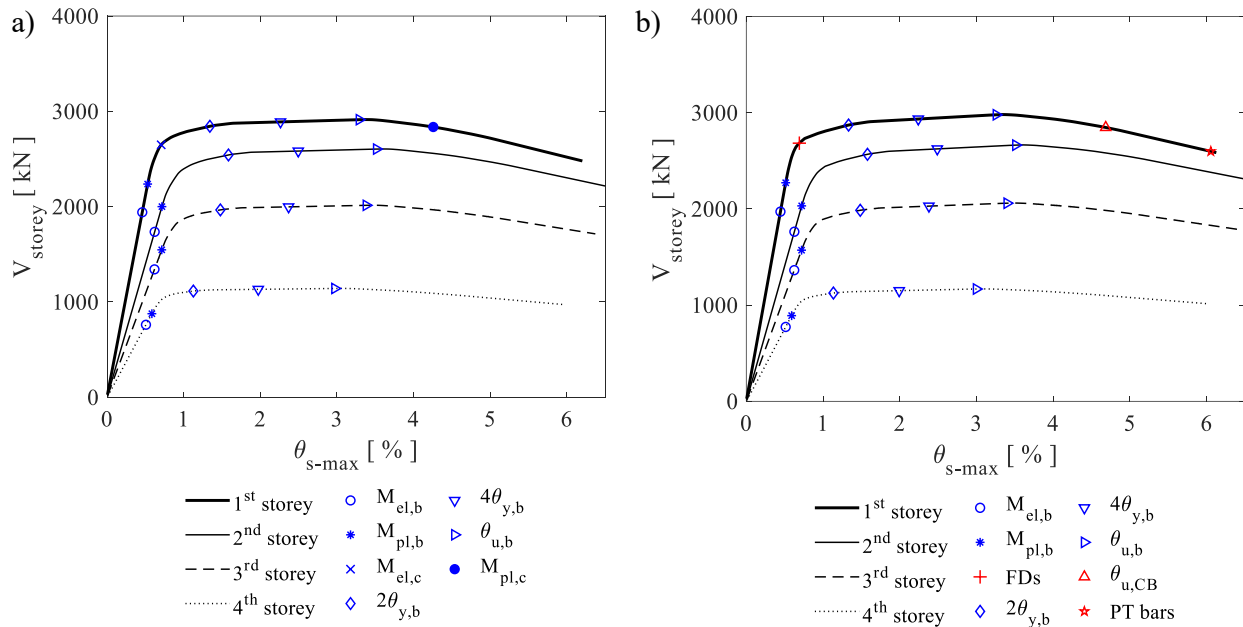 a)
4000
3000
2000
1000
0
V_storey [ kN ]
0 1 2 3 4 5 6
θ_s-max [ % ]
1st storey
2nd storey
3rd storey
4th storey
M_el,b
M_pl,b
M_el,c
2θ_y,b
4θ_y,b
θ_u,b
M_pl,c
b)
4000
3000
2000
1000
0
V_storey [ kN ]
0 1 2 3 4 5 6
θ_s-max [ % ]
1st storey
2nd storey
3rd storey
4th storey
M_el,b
M_pl,b
FDs
2θ_y,b
4θ_y,b
θ_u,b
θ_u,CB
PT bars